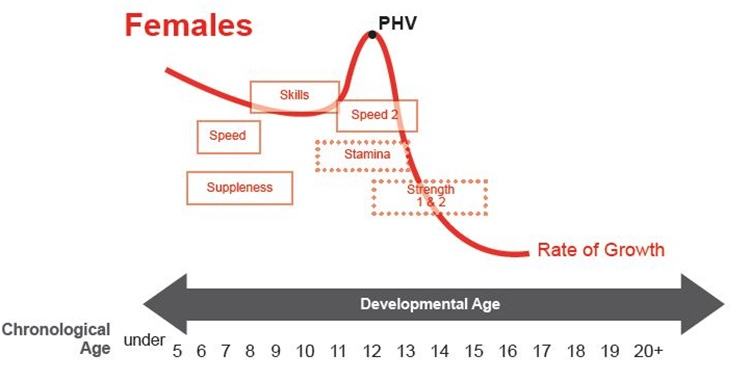 Females
PHV
Skills
Speed 2
Speed
Stamina
Suppleness
Strength
1 & 2
Rate of Growth
Developmental Age
Chronological
Age
under 5 6 7 8 9 10 11 12 13 14 15 16 17 18 19 20+